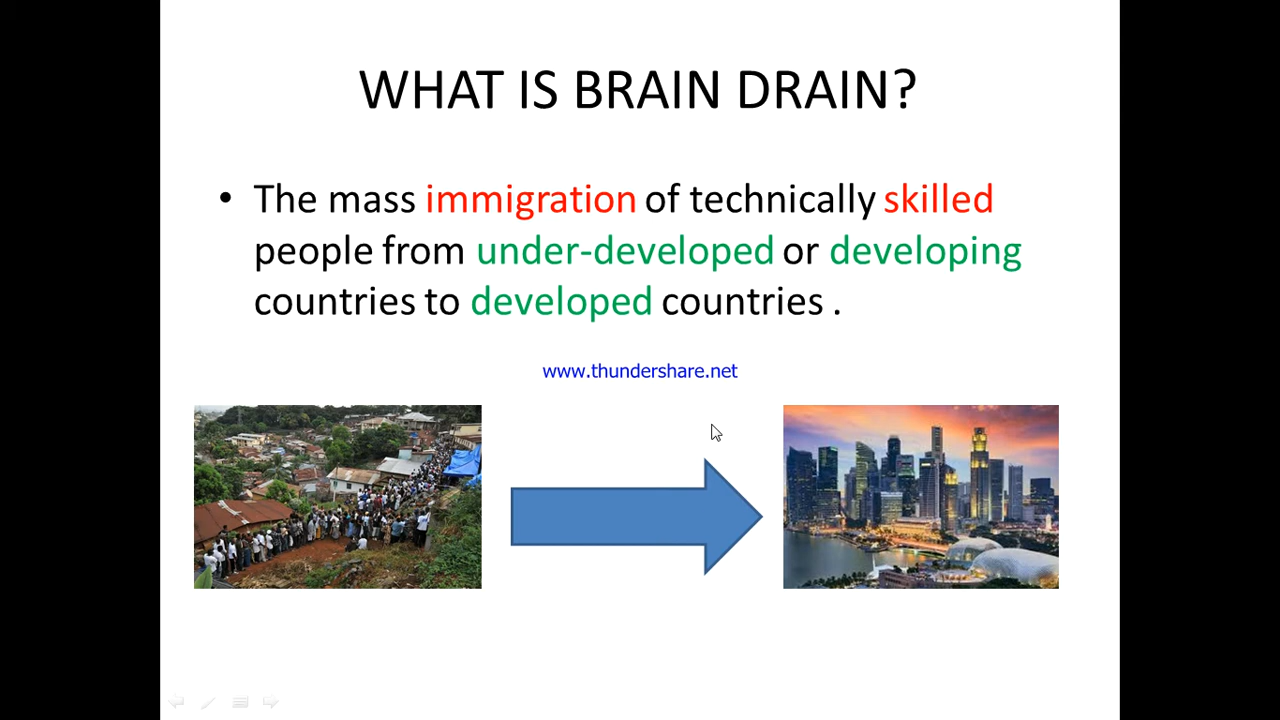 WHAT IS BRAIN DRAIN?
• The mass immigration of technically skilled
people from under-developed or developing
countries to developed countries .
www.thundershare.net